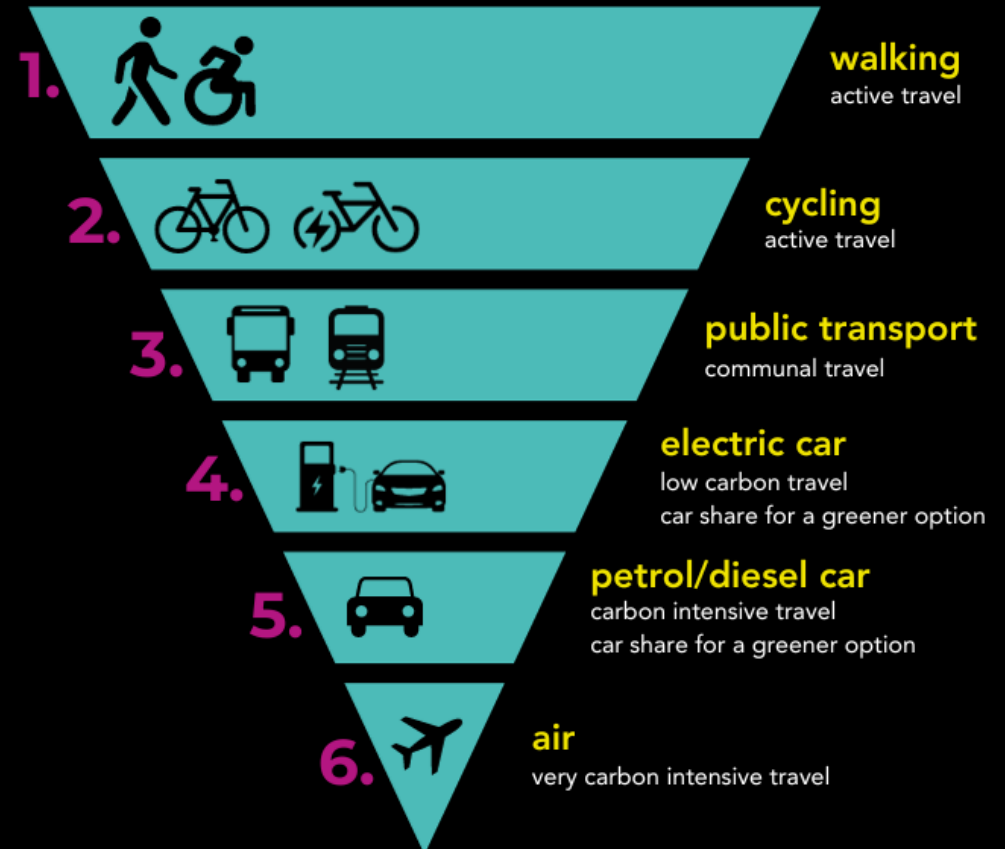 1.
walking
active travel
2.
cycling
active travel
3.
public transport
communal travel
4.
electric car
low carbon travel
car share for a greener option
5.
petrol/diesel car
carbon intensive travel
car share for a greener option
6.
air
very carbon intensive travel